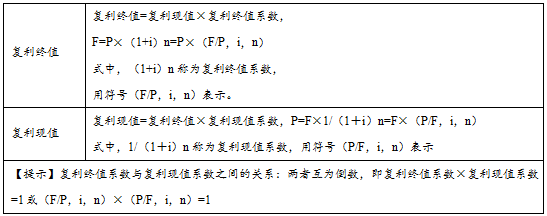 复利终值
复利终值=复利现值×复利终值系数，
F=P×（1+i）n=P×（F/P，i，n）
式中，（1+i）n 称为复利终值系数，
用符号（F/P，i，n）表示。
复利现值
复利现值=复利终值×复利现值系数，P=F×1/（1＋i）n=F×（P/F，i，n）
式中，1/（1＋i）n 称为复利现值系数，用符号（P/F，i，n）表示
【提示】复利终值系数与复利现值系数之间的关系：两者互为倒数，即复利终值系数×复利现值系数
=1 或（F/P，i，n）×（P/F，i，n）=1